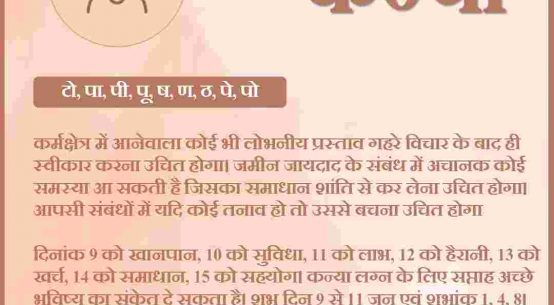 कन्या
टो, पा, पी, पू, ष, ण, ठ, पे, पो
कर्मक्षेत्र में आनेवाला कोई भी लोभनीय प्रस्ताव गहरे विचार के बाद ही
स्वीकार करना उचित होगा| जमीन जायदाद के संबंध में अचानक कोई
समस्या आ सकती है जिसका समाधान शांति से कर लेना उचित होगा|
आपसी संबंधों में यदि कोई तनाव हो तो उससे बचना उचित होगा
दिनांक 9 को खानपान, 10 को सुविधा, 11 को लाभ, 12 को हैरानी, 13 को
खर्च, 14 को समाधान, 15 को सहयोग| कन्या लग्न के लिए सप्ताह अच्छे
भविष्य का संकेत दे सकता है| शुभ दिन 9 से 11 जून एवं शुभांक 1, 4, 8|